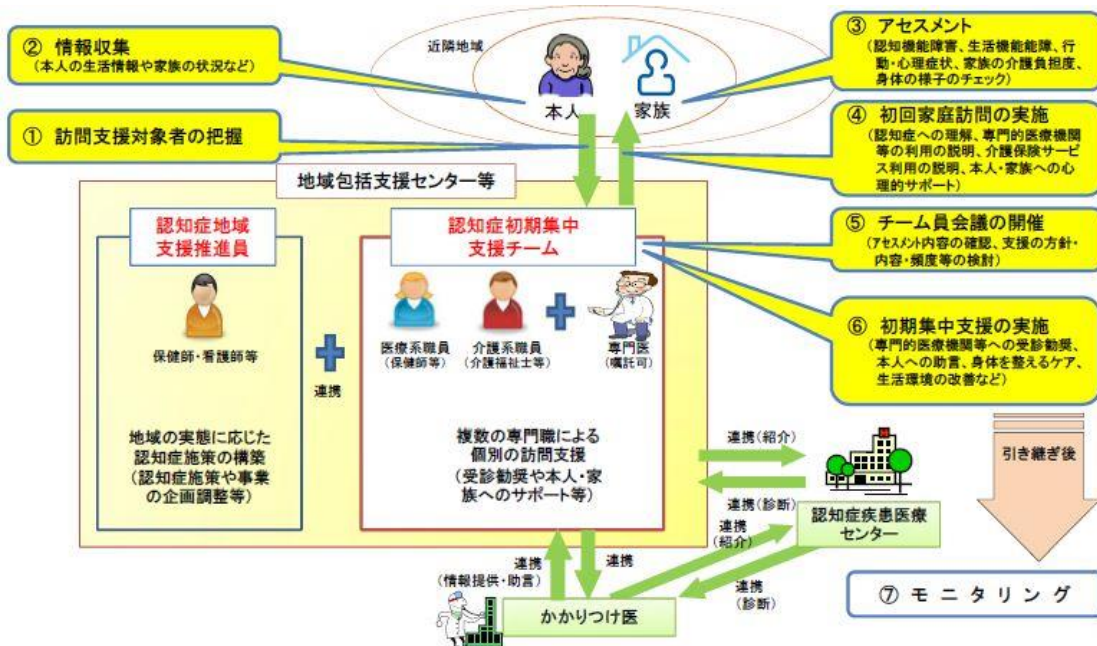 ② 情報収集
(本人の生活情報や家族の状況など)
① 訪問支援対象者の把握
近隣地域
本人
家族
③ アセスメント
(認知機能障害、生活機能能障、行
動・心理症状、家族の介護負担度、
身体の様子のチェック)
④ 初回家庭訪問の実施
(認知症への理解、専門的医療機関
等の利用の説明、介護保険サービ
ス利用の説明、本人・家族への心
理的サポート)
⑤ チーム員会議の開催
(アセスメント内容の確認、支援の方針・
内容・頻度等の検討)
⑥ 初期集中支援の実施
(専門的医療機関等への受診勧奨、
本人への助言、身体を整えるケア、
生活環境の改善など)
引き継ぎ後
⑦ モニタリング
地域包括支援センター等
認知症地域
支援推進員
保健師・看護師等
地域の実態に応じた
認知症施策の構築
(認知症施策や事業
の企画調整等)
連携
認知症初期集中
支援チーム
医療系職員
(保健師等)
介護系職員
(介護福祉士等)
専門医
(嘱託可)
複数の専門職による
個別の訪問支援
(受診勧奨や本人・家
族へのサポート等)
連携(紹介)
連携(診断)
認知症疾患医療
センター
連携
(紹介)
連携
(診断)
連携
(情報提供・助言)
連携
かかりつけ医